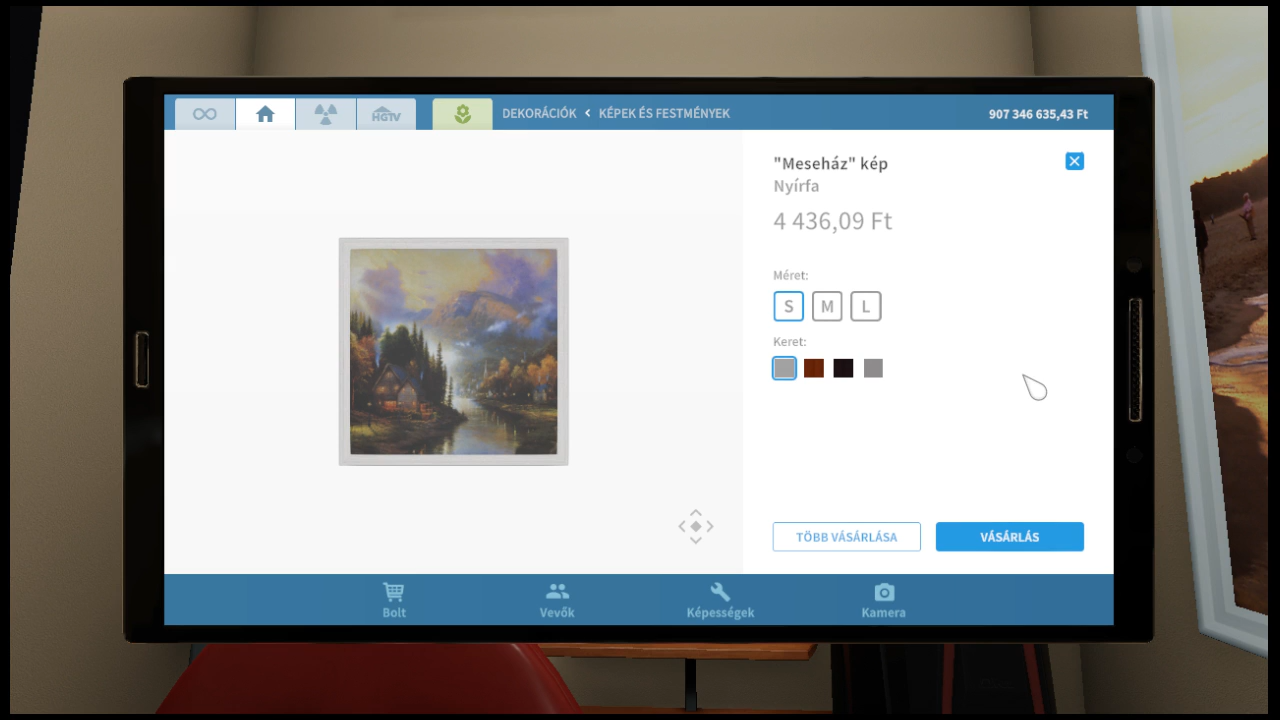 HGTV
DEKORÁCIÓK < KÉPEK ÉS FESTMÉNYEK
907 346 635,43 Ft
"Meseház" kép
Nyírfa
4 436,09 Ft
Méret:
S M L
Keret:
TÖBB VÁSÁRLÁSA
VÁSÁRLÁS
Bolt
Vevők
Képességek
Kamera